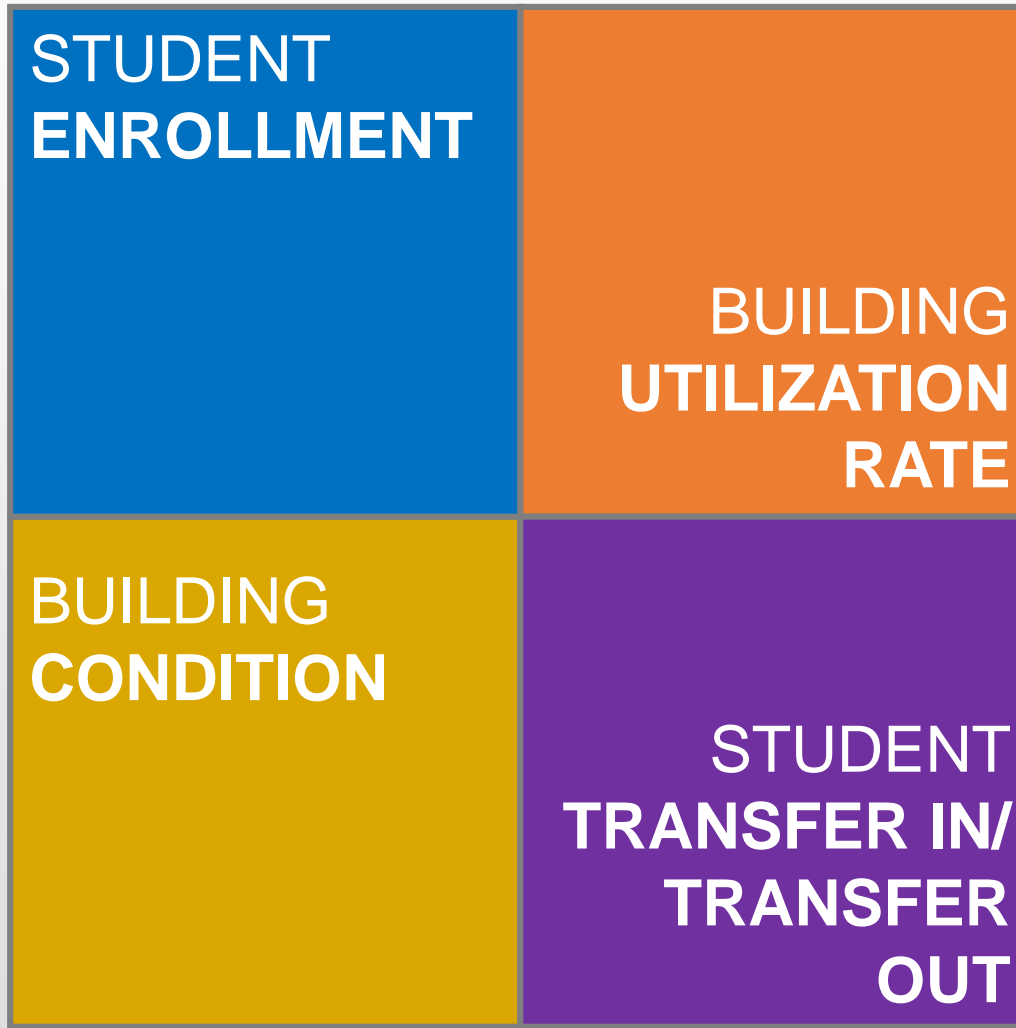 STUDENT
ENROLLMENT
BUILDING
UTILIZATION
RATE
BUILDING
CONDITION
STUDENT
TRANSFER IN/
TRANSFER
OUT